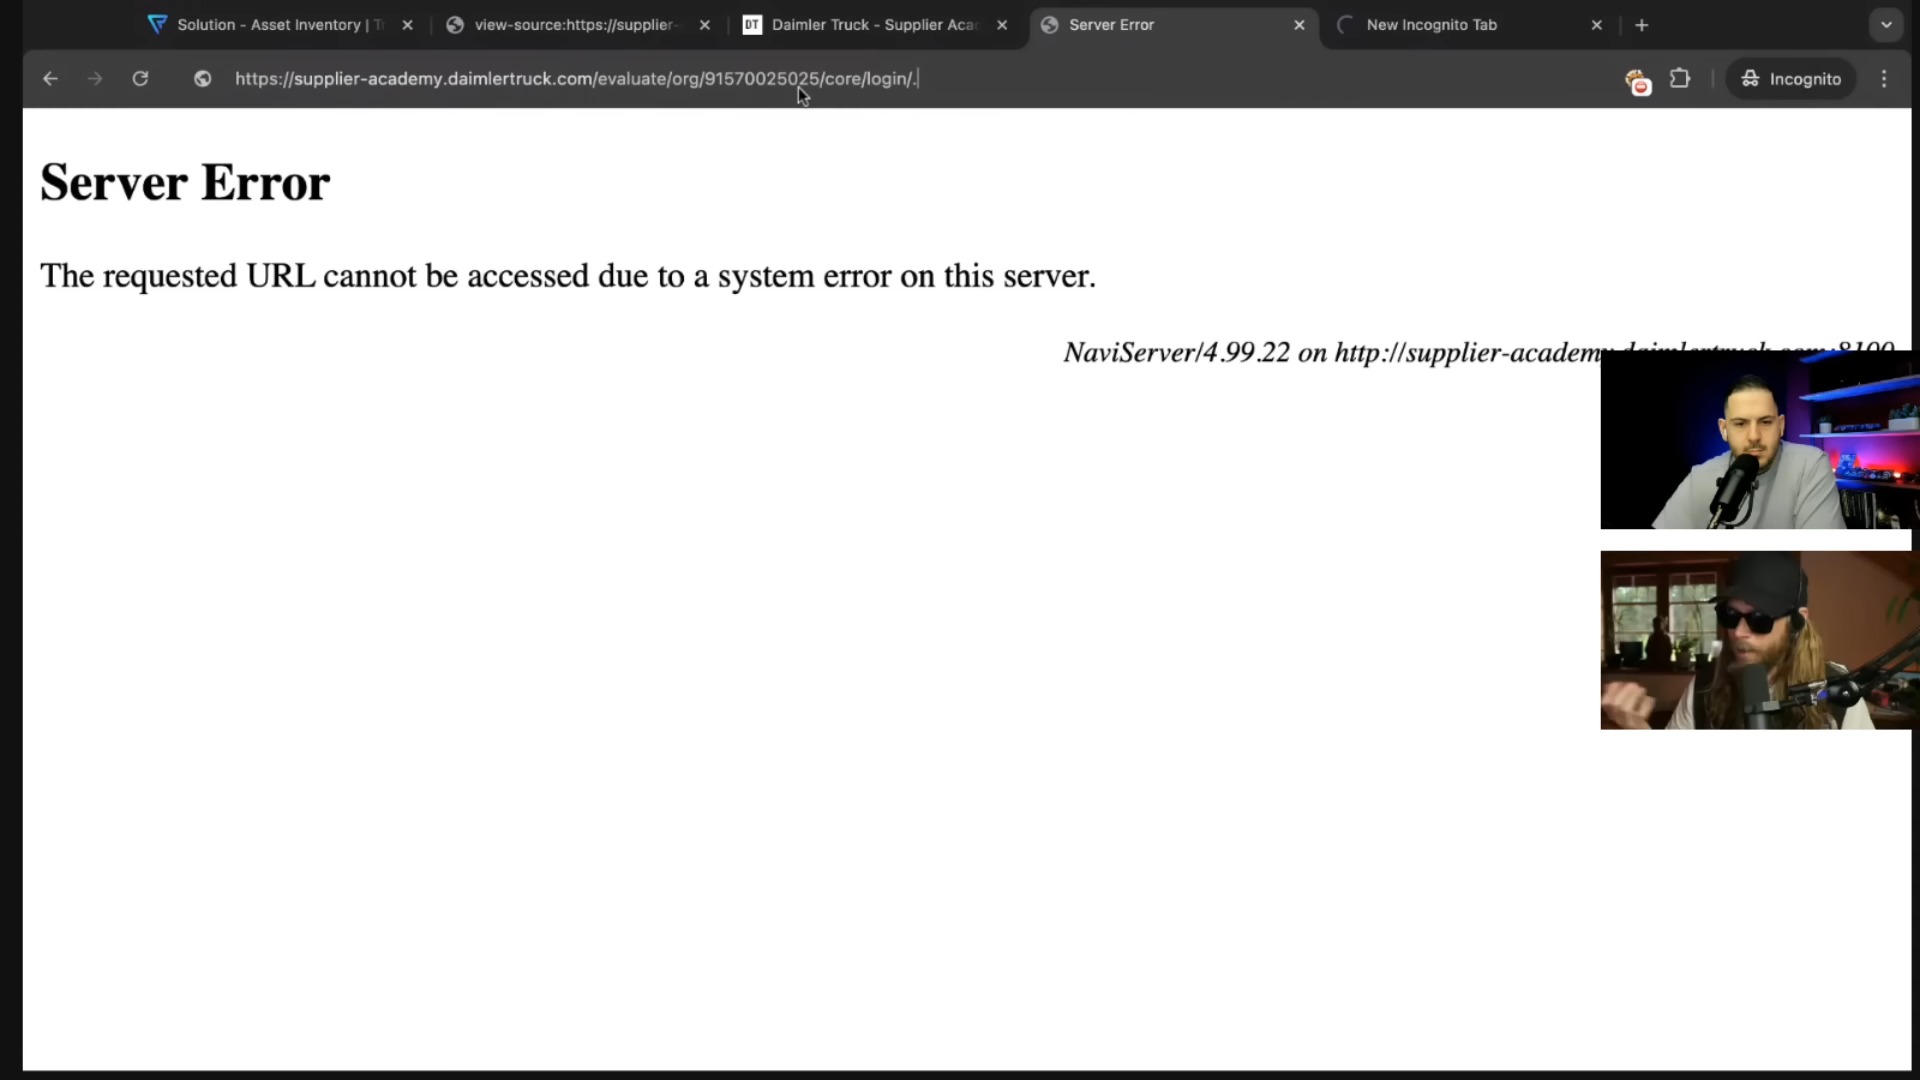 Solution - Asset Inventory |
view-source:https://supplier-
DT Daimler Truck - Supplier Aca
Server Error
New Incognito Tab
https://supplier-academy.daimlertruck.com/evaluate/org/91570025025/core/login/.
Incognito
Server Error
The requested URL cannot be accessed due to a system error on this server.
NaviServer/4.99.22 on http://supplier-academy